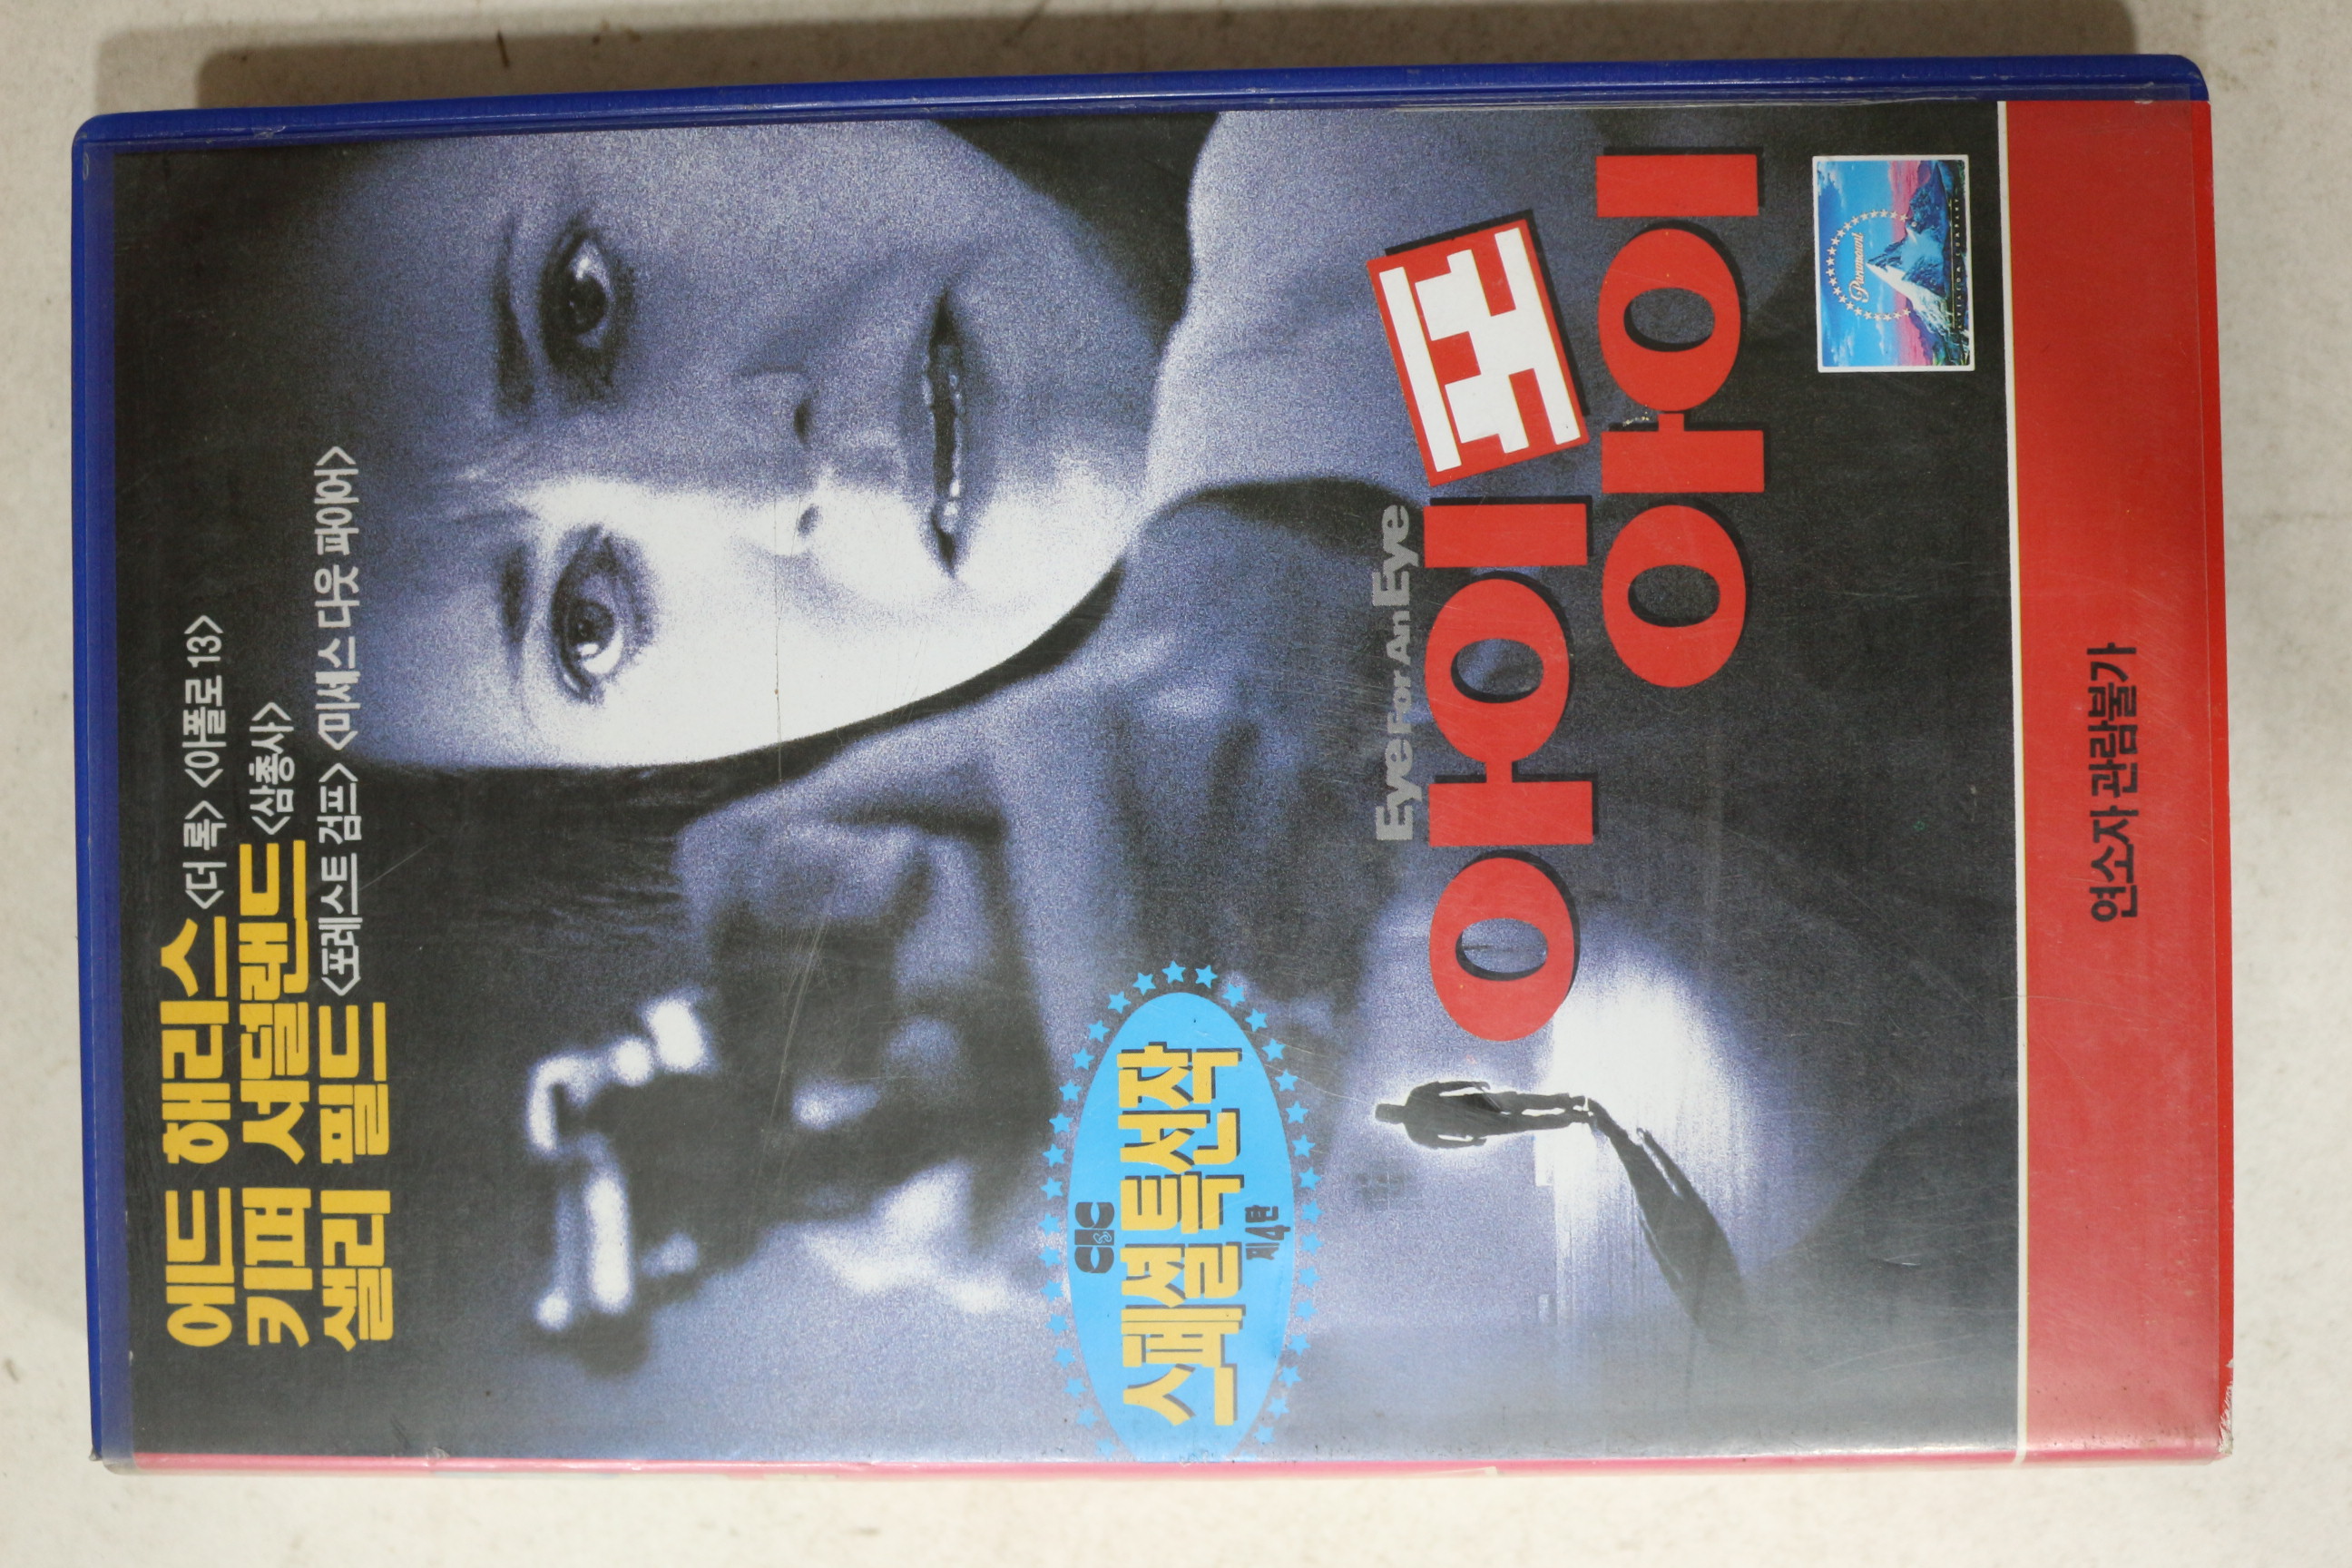 에드 해리스 <더 록> <아폴로 13>
키퍼 서덜랜드 <삼총사>
샐리 필드 <포레스트 검프> <미세스 다웃 파이어>
CIC
스페셜특선작
제4탄
Eye For An Eye
아이 포
아이
Paramount
연소자 관람불가